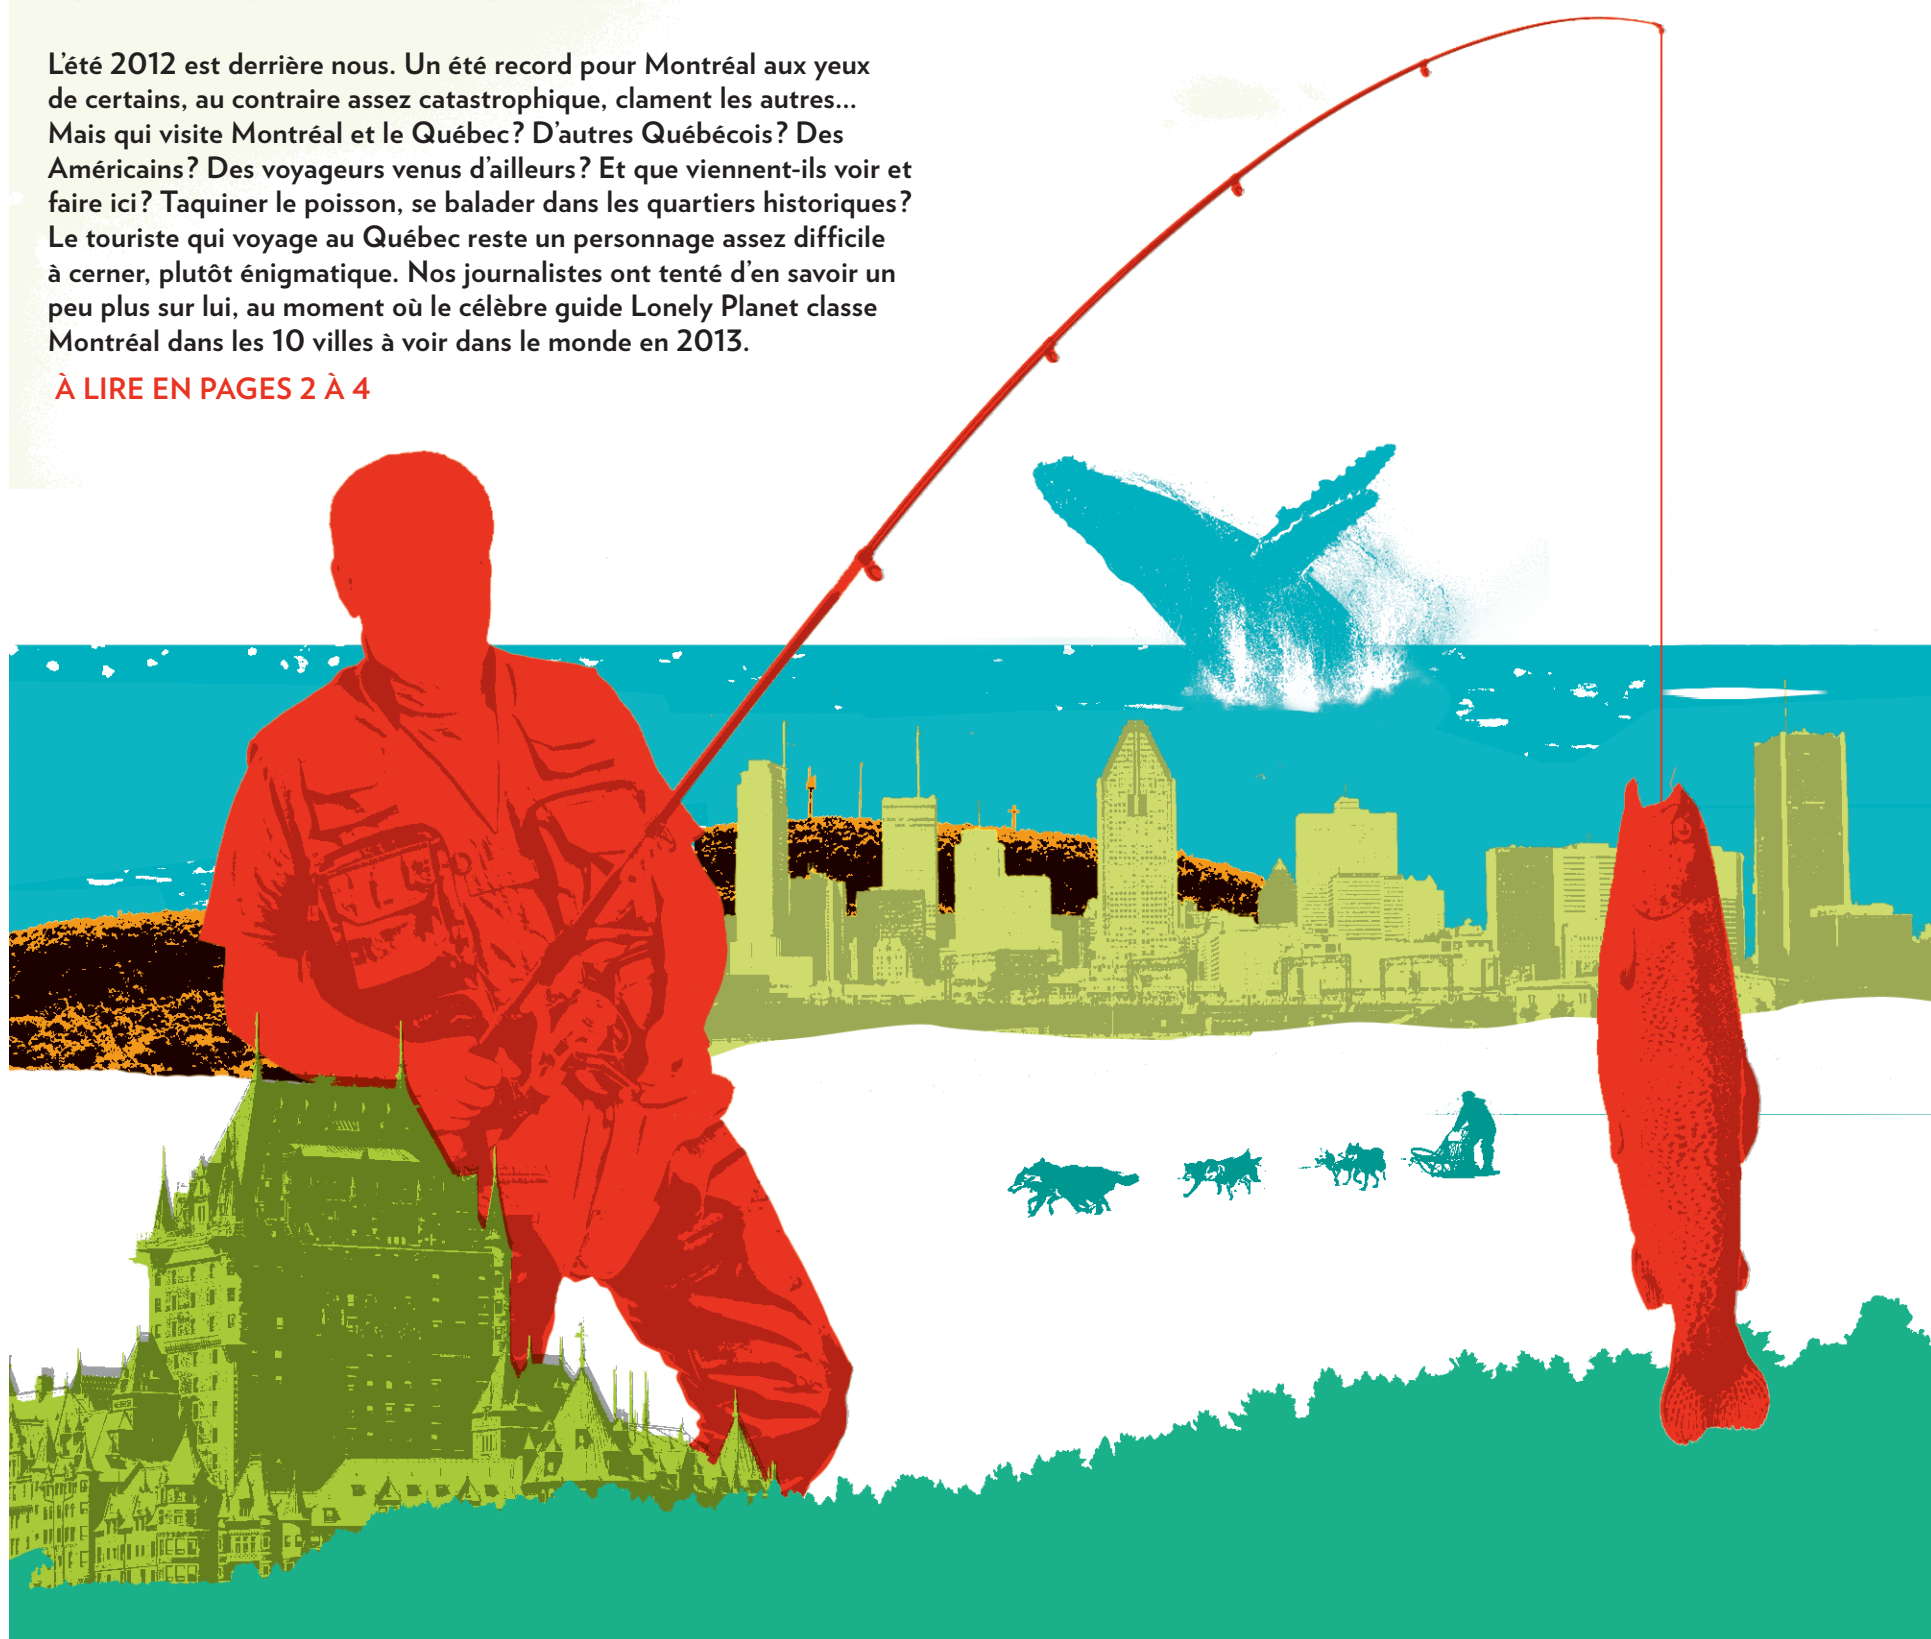 L'été 2012 est derrière nous. Un été record pour Montréal aux yeux
de certains, au contraire assez catastrophique, clament les autres…
Mais qui visite Montréal et le Québec? D'autres Québécois? Des
Américains? Des voyageurs venus d'ailleurs? Et que viennent-ils voir et
faire ici? Taquiner le poisson, se balader dans les quartiers historiques?
Le touriste qui voyage au Québec reste un personnage assez difficile
à cerner, plutôt énigmatique. Nos journalistes ont tenté d'en savoir un
peu plus sur lui, au moment où le célèbre guide Lonely Planet classe
Montréal dans les 10 villes à voir dans le monde en 2013.
À LIRE EN PAGES 2 À 4